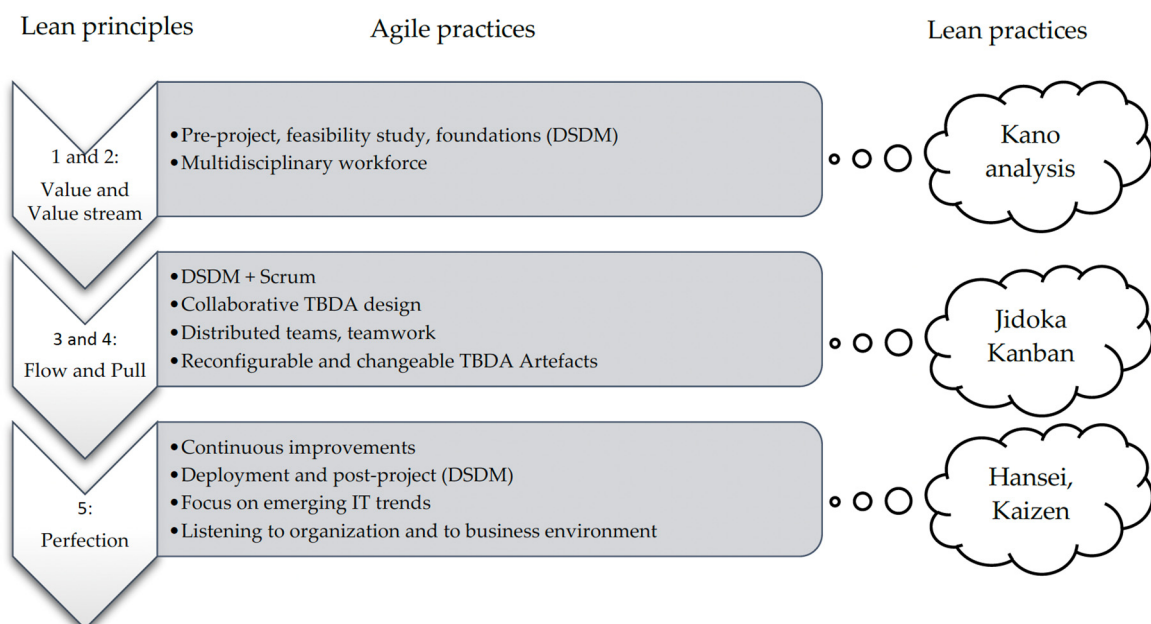 Lean principles
Agile practices
Lean practices
1 and 2:
Value and
Value stream
•Pre-project, feasibility study, foundations (DSDM)
•Multidisciplinary workforce
Kano
analysis
3 and 4:
Flow and Pull
•DSDM + Scrum
•Collaborative TBDA design
•Distributed teams, teamwork
•Reconfigurable and changeable TBDA Artefacts
Jidoka
Kanban
5:
Perfection
•Continuous improvements
•Deployment and post-project (DSDM)
•Focus on emerging IT trends
•Listening to organization and to business environment
Hansei,
Kaizen